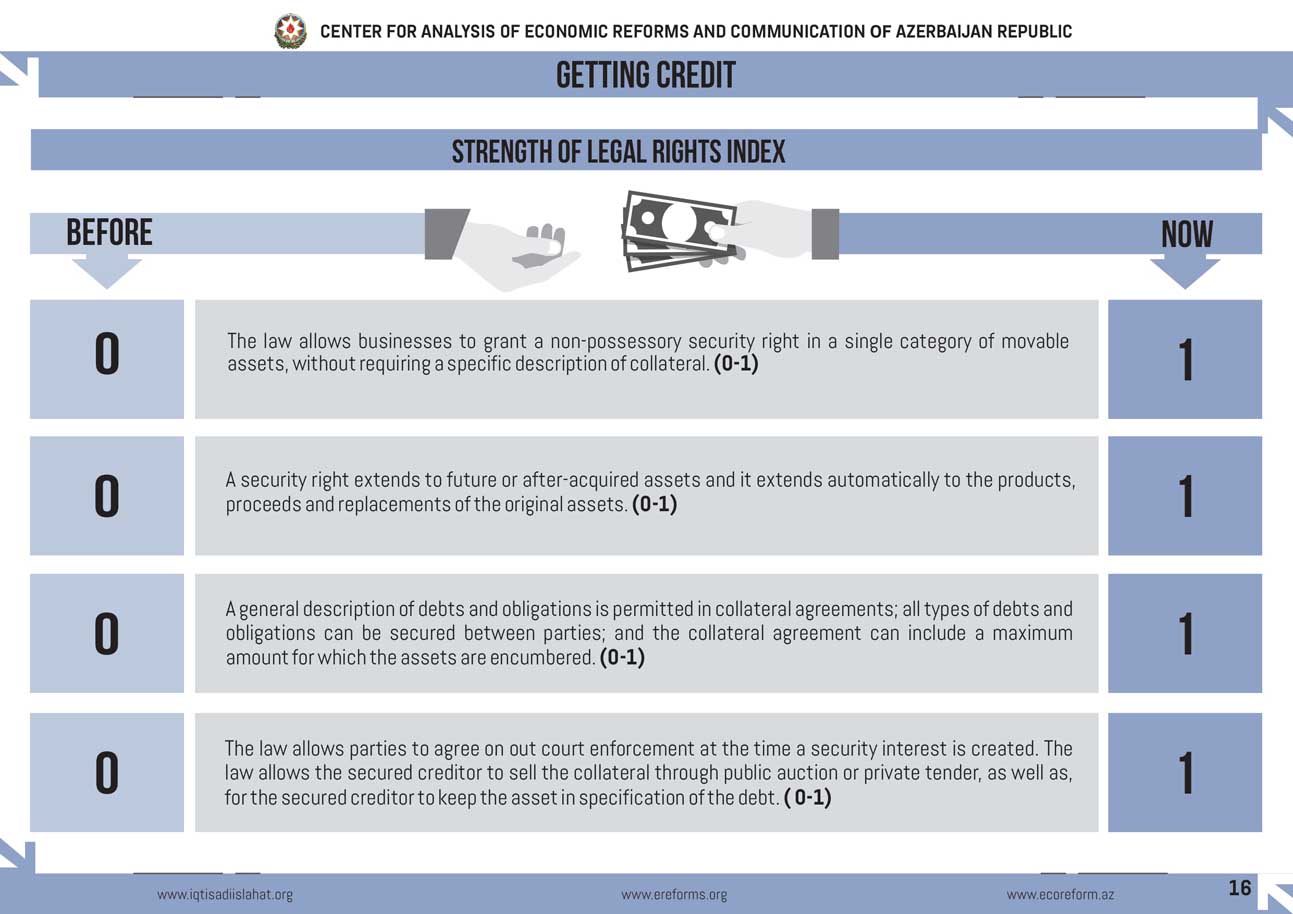 CENTER FOR ANALYSIS OF ECONOMIC REFORMS AND COMMUNICATION OF AZERBAIJAN REPUBLIC
GETTING CREDIT
STRENGTH OF LEGAL RIGHTS INDEX
BEFORE
NOW
0
The law allows businesses to grant a non-possessory security right in a single category of movable
assets, without requiring a specific description of collateral. (0-1)
1
0
A security right extends to future or after-acquired assets and it extends automatically to the products,
proceeds and replacements of the original assets. (0-1)
1
0
A general description of debts and obligations is permitted in collateral agreements; all types of debts and
obligations can be secured between parties; and the collateral agreement can include a maximum
amount for which the assets are encumbered. (0-1)
1
0
The law allows parties to agree on out court enforcement at the time a security interest is created. The
law allows the secured creditor to sell the collateral through public auction or private tender, as well as,
for the secured creditor to keep the asset in specification of the debt. ( 0-1)
1
www.iqtisadiislahat.org
www.ereforms.org
www.ecoreform.az
16